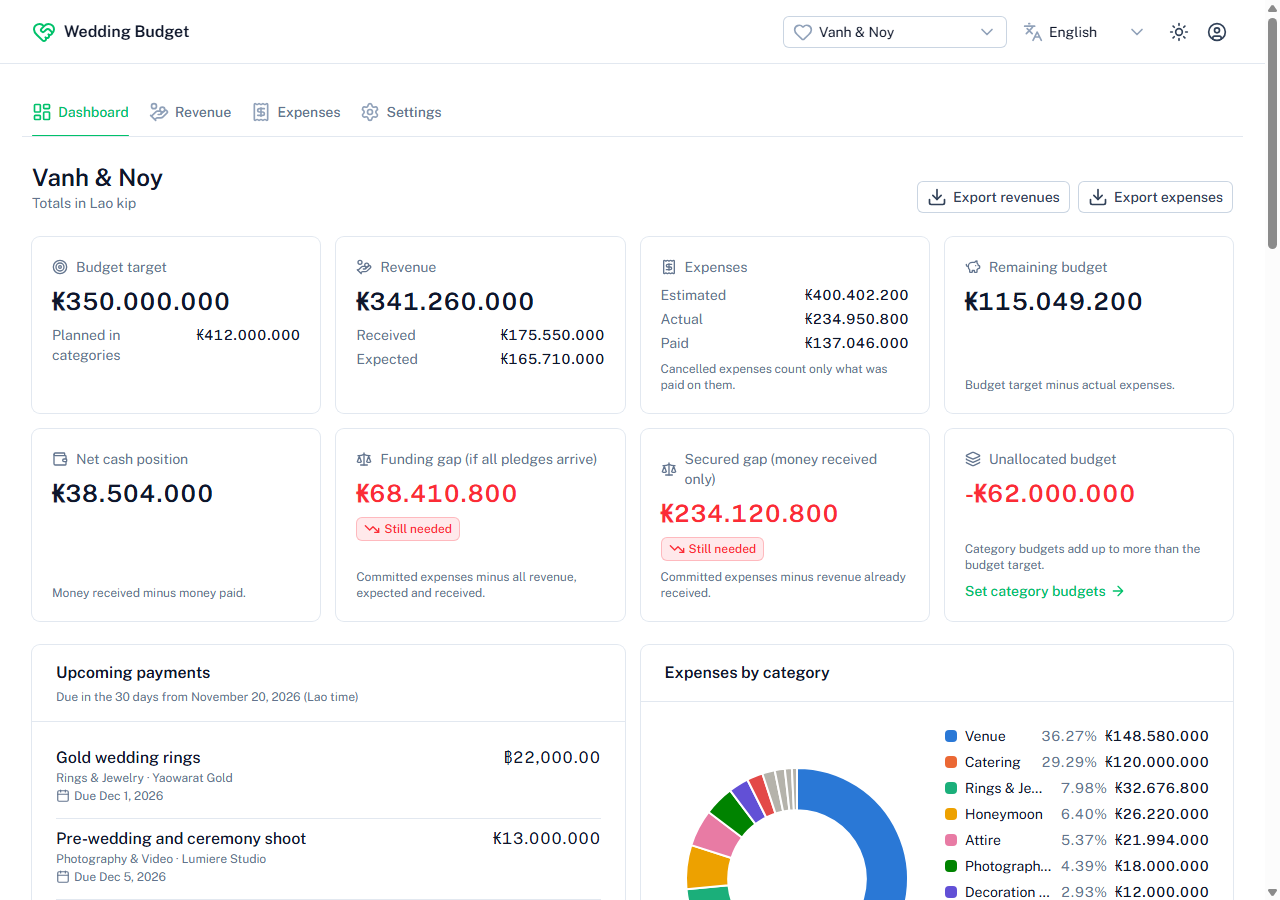 Wedding Budget
Vanh & Noy
English
Dashboard
Revenue
Expenses
Settings
Vanh & Noy
Totals in Lao kip
Export revenues
Export expenses
Budget target
₭350.000.000
Planned in categories ₭412.000.000
Revenue
₭341.260.000
Received ₭175.550.000
Expected ₭165.710.000
Expenses
Estimated ₭400.402.200
Actual ₭234.950.800
Paid ₭137.046.000
Cancelled expenses count only what was
paid on them.
Remaining budget
₭115.049.200
Budget target minus actual expenses.
Net cash position
₭38.504.000
Money received minus money paid.
Funding gap (if all pledges arrive)
₭68.410.800
Still needed
Committed expenses minus all revenue,
expected and received.
Secured gap (money received
only)
₭234.120.800
Still needed
Committed expenses minus revenue already
received.
Unallocated budget
-₭62.000.000
Category budgets add up to more than the
budget target.
Set category budgets →
Upcoming payments
Due in the 30 days from November 20, 2026 (Lao time)
Gold wedding rings ฿22,000.00
Rings & Jewelry · Yaowarat Gold
Due Dec 1, 2026
Pre-wedding and ceremony shoot ₭13.000.000
Photography & Video · Lumiere Studio
Due Dec 5, 2026
Expenses by category
Venue 36.27% ₭148.580.000
Catering 29.29% ₭120.000.000
Rings & Je... 7.98% ₭32.676.800
Honeymoon 6.40% ₭26.220.000
Attire 5.37% ₭21.994.000
Photograph... 4.39% ₭18.000.000
Decoration ... 2.93% ₭12.000.000